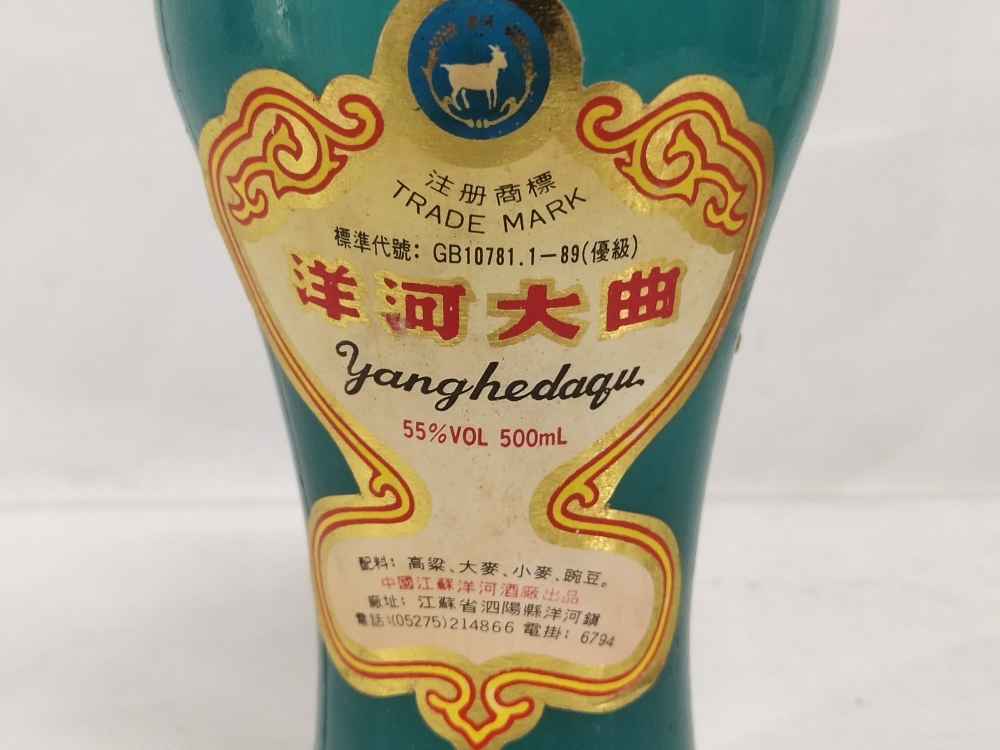 注册商標
TRADE MARK
標準代號: GB10781.1—89(優級)
洋河大曲
Yanghedaqu
55%VOL 500mL
配料: 高粱、大麥、小麥、豌豆。
中國江蘇洋河酒廠出品
廠址: 江蘇省泗陽縣洋河鎮
電話:(05275)214866 電掛: 6794